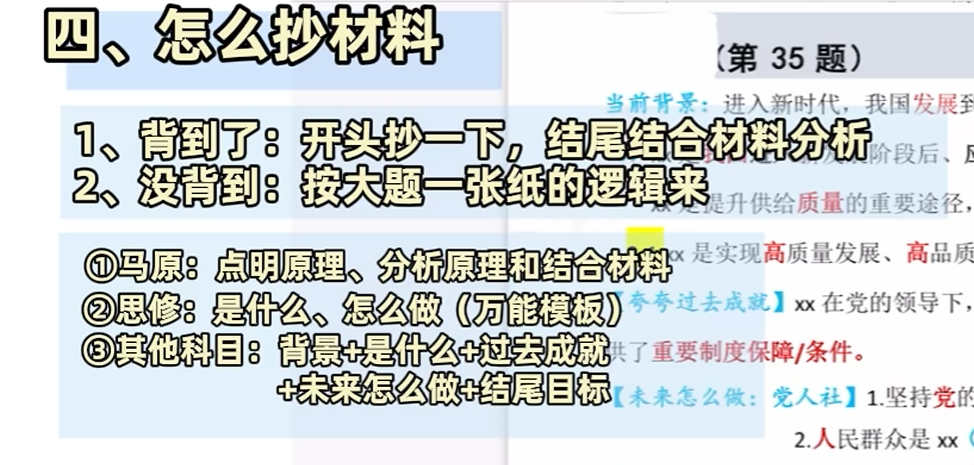 四、怎么抄材料
1、背到了：开头抄一下，结尾结合材料分析
2、没背到：按大题一张纸的逻辑来
①马原：点明原理、分析原理和结合材料
②思修：是什么、怎么做（万能模板）
③其他科目：背景+是什么+过去成就
+未来怎么做+结尾目标
（第 35 题）
当前背景：进入新时代，我国发展到
阶段后、应
xx 是提升供给质量的重要途径，
xx 是实现高质量发展、高品质
【夸夸过去成就】xx 在党的领导下，
供了重要制度保障/条件。
【未来怎么做：党人社】1.坚持党的
2.人民群众是 xx（